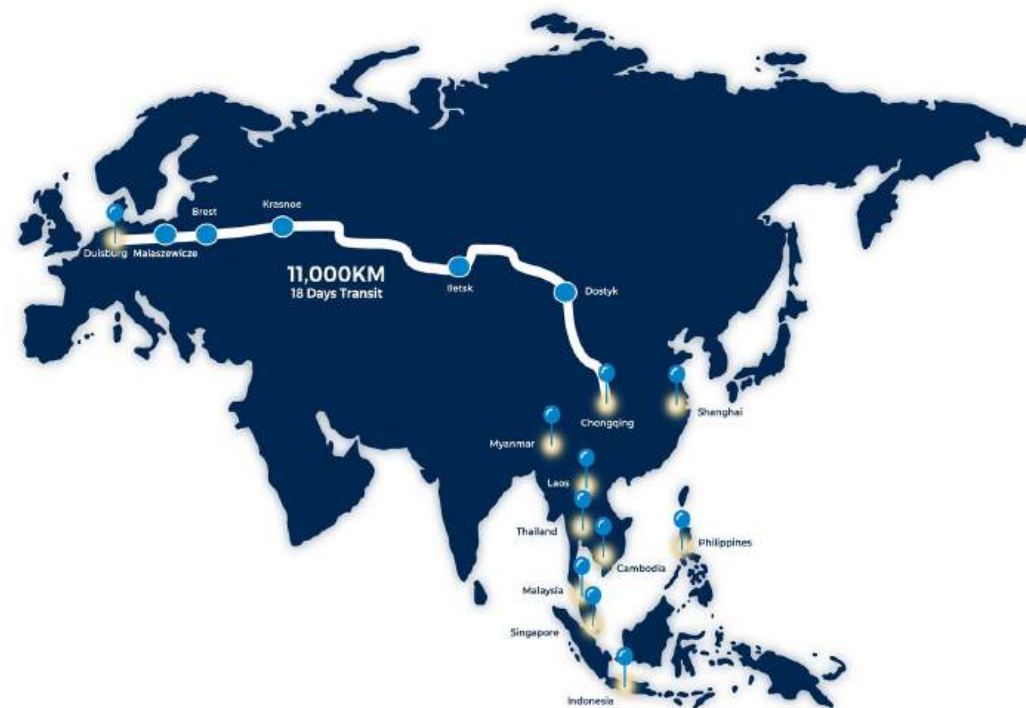 Krasnoe
Brest
Duisburg
Malaszewicze
11,000KM
18 Days Transit
Iletsk
Dostyk
Chongqing
Shanghai
Myanmar
Laos
Thailand
Philippines
Cambodia
Malaysia
Singapore
Indonesia